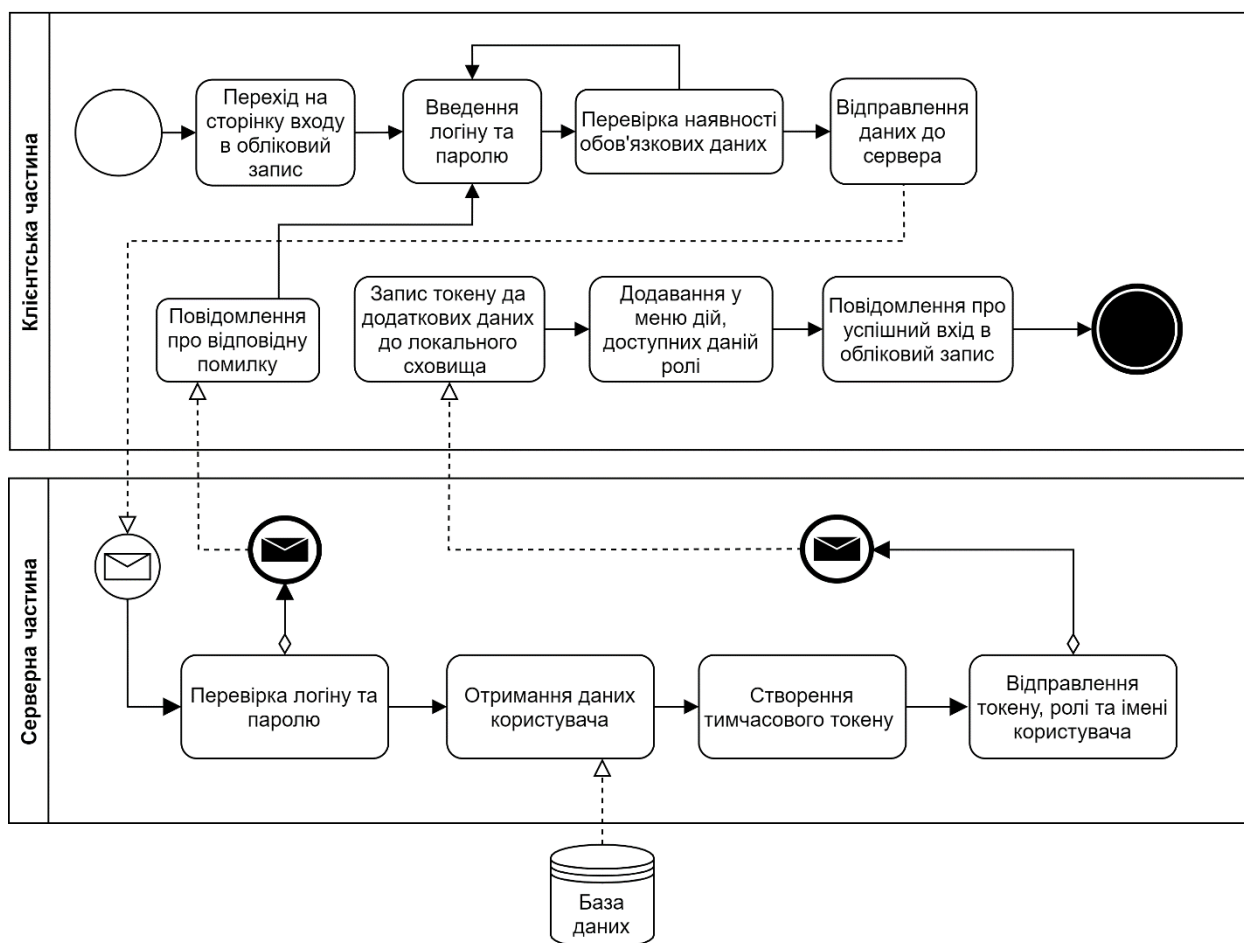 Клієнтська частина
Перехід на
сторінку входу
в обліковий
запис
Введення
логіну та
паролю
Перевірка наявності
обов'язкових даних
Відправлення
даних до
сервера
Повідомлення
про відповідну
помилку
Запис токену да
додаткових даних
до локального
сховища
Додавання у
меню дій,
доступних даній
ролі
Повідомлення про
успішний вхід в
обліковий запис
Серверна частина
Перевірка логіну та
паролю
Отримання даних
користувача
Створення
тимчасового токену
Відправлення
токену, ролі та імені
користувача
База
даних